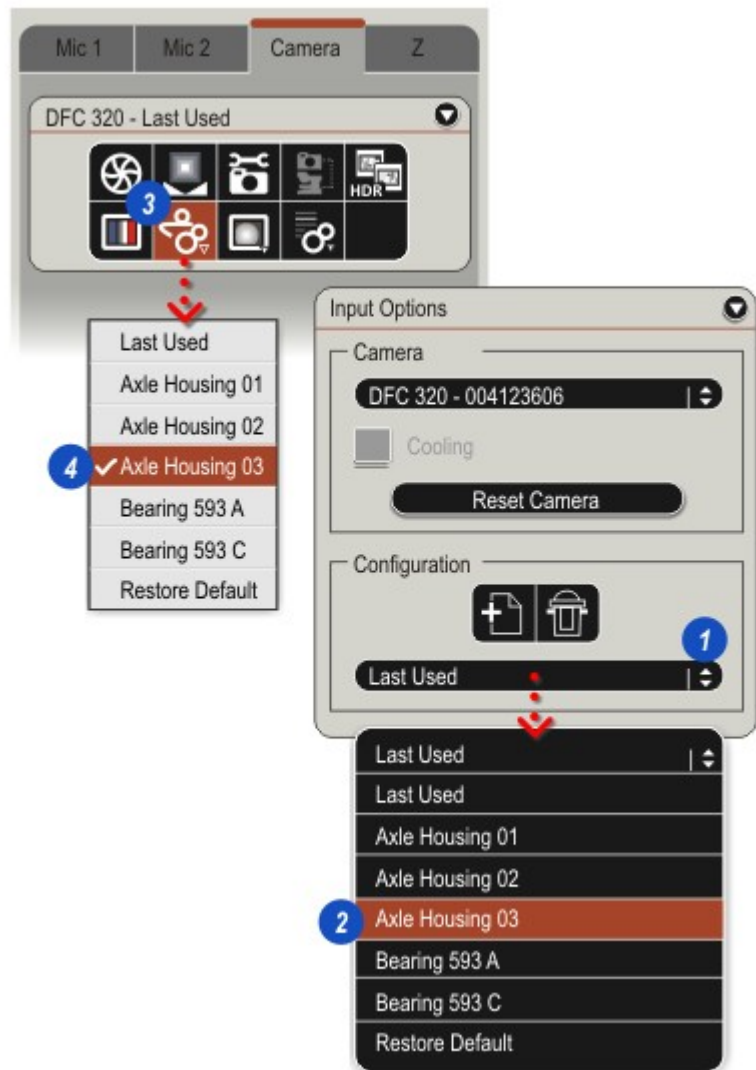 Mic 1
Mic 2
Camera
Z
DFC 320 - Last Used
HDR
3
Last Used
Axle Housing 01
Axle Housing 02
4
Axle Housing 03
Bearing 593 A
Bearing 593 C
Restore Default
Input Options
Camera
DFC 320 - 004123606
Cooling
Reset Camera
Configuration
1
Last Used
Last Used
Last Used
Axle Housing 01
Axle Housing 02
2
Axle Housing 03
Bearing 593 A
Bearing 593 C
Restore Default